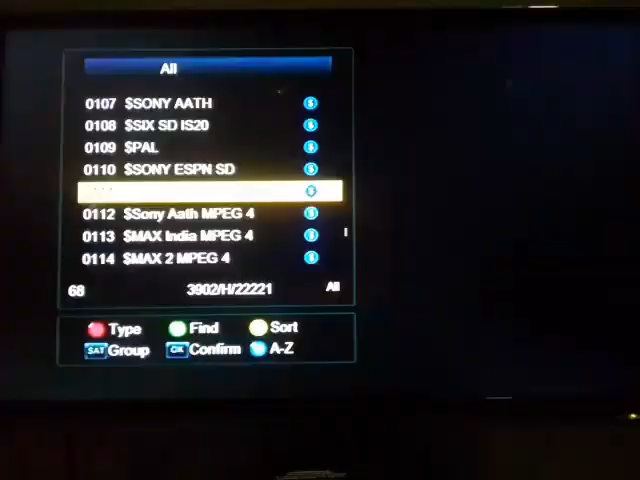 All
0107 $SONY AATH
0108 $SIX SD IS20
0109 $PAL
0110 $SONY ESPN SD
0112 $Sony Aath MPEG 4
0113 $MAX India MPEG 4
0114 $MAX 2 MPEG 4
68 3902/H/22221 All
Type Find Sort
SAT Group OK Confirm A-Z